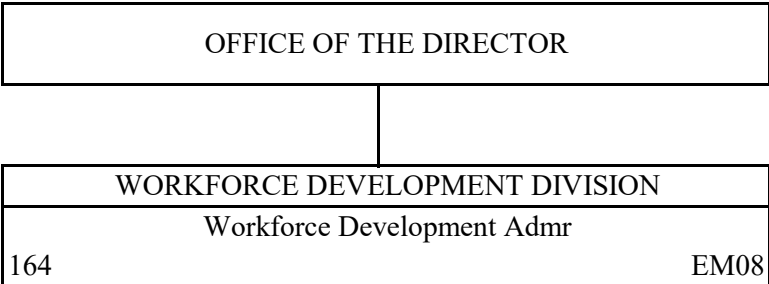 OFFICE OF THE DIRECTOR
WORKFORCE DEVELOPMENT DIVISION
Workforce Development Admr
164 EM08